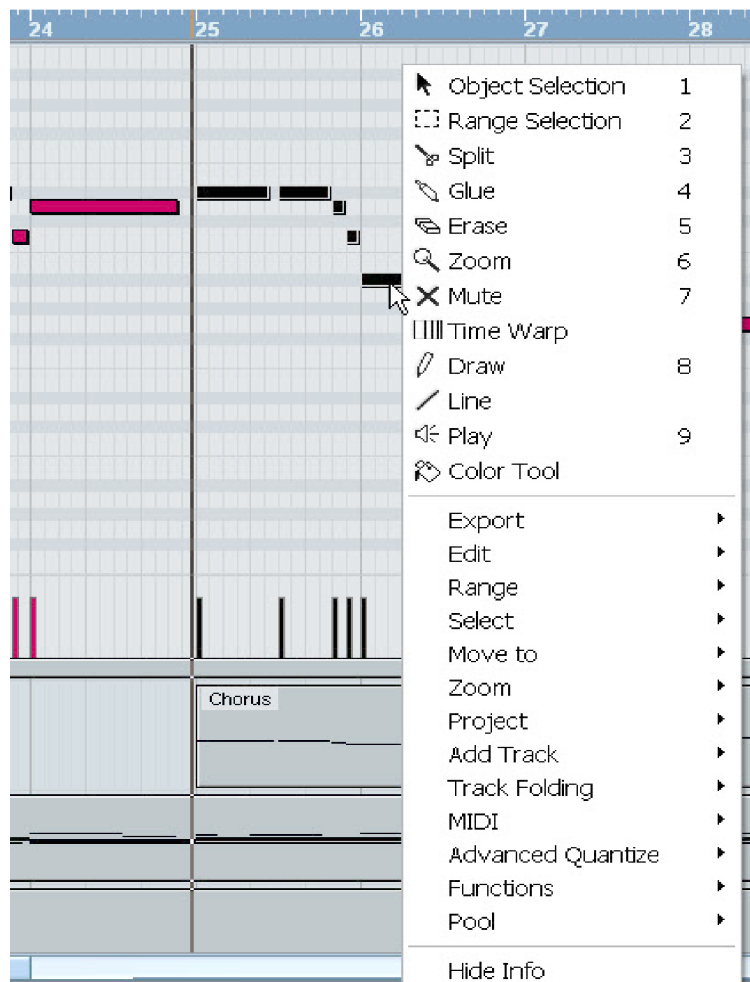 24 25 26 27 28
Object Selection 1
Range Selection 2
Split 3
Glue 4
Erase 5
Zoom 6
Mute 7
Time Warp
Draw 8
Line
Play 9
Color Tool
Export
Edit
Range
Select
Move to
Zoom
Chorus
Project
Add Track
Track Folding
MIDI
Advanced Quantize
Functions
Pool
Hide Info